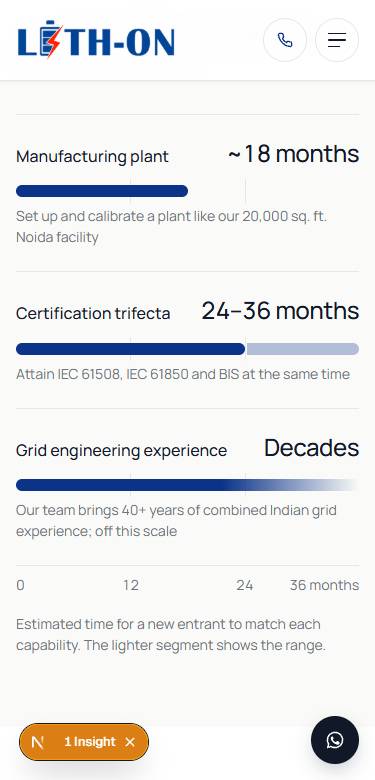 LITH-ON
Manufacturing plant
~18 months
Set up and calibrate a plant like our 20,000 sq. ft.
Noida facility
Certification trifecta
24–36 months
Attain IEC 61508, IEC 61850 and BIS at the same time
Grid engineering experience
Decades
Our team brings 40+ years of combined Indian grid
experience; off this scale
0 12 24 36 months
Estimated time for a new entrant to match each
capability. The lighter segment shows the range.
N 1 Insight